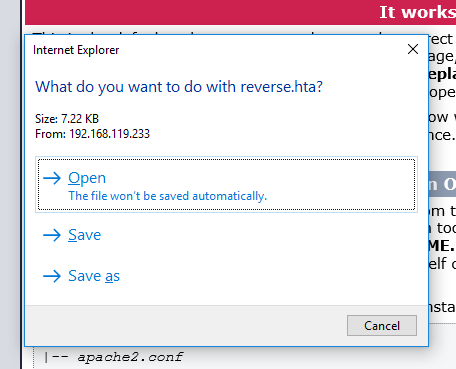 It works
Internet Explorer
What do you want to do with reverse.hta?
Size: 7.22 KB
From: 192.168.119.233
Open
The file won't be saved automatically.
Save
Save as
Cancel
|-- apache2.conf